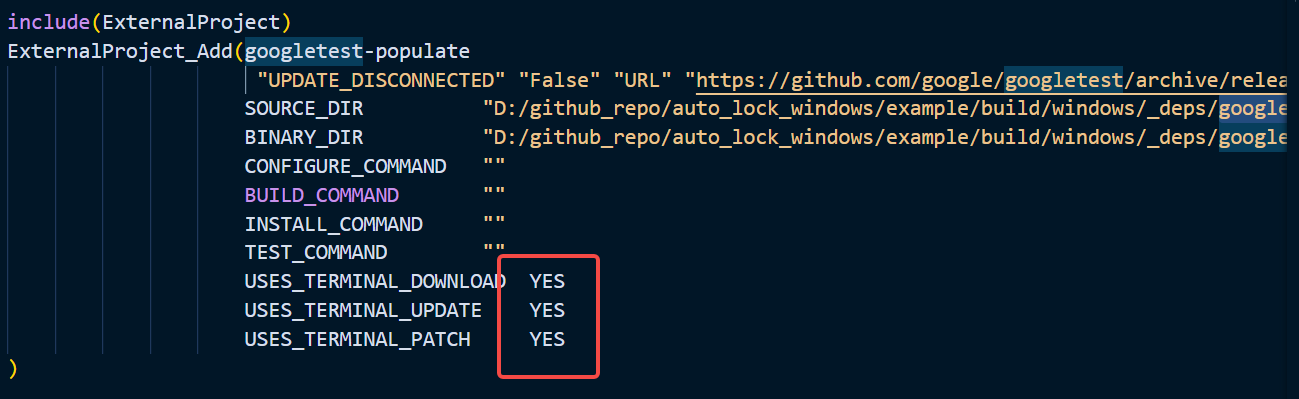 include(ExternalProject)
ExternalProject_Add(googletest-populate
"UPDATE_DISCONNECTED" "False" "URL" "https://github.com/google/googletest/archive/relea
SOURCE_DIR "D:/github_repo/auto_lock_windows/example/build/windows/_deps/google
BINARY_DIR "D:/github_repo/auto_lock_windows/example/build/windows/_deps/google
CONFIGURE_COMMAND ""
BUILD_COMMAND ""
INSTALL_COMMAND ""
TEST_COMMAND ""
USES_TERMINAL_DOWNLOAD YES
USES_TERMINAL_UPDATE YES
USES_TERMINAL_PATCH YES
)